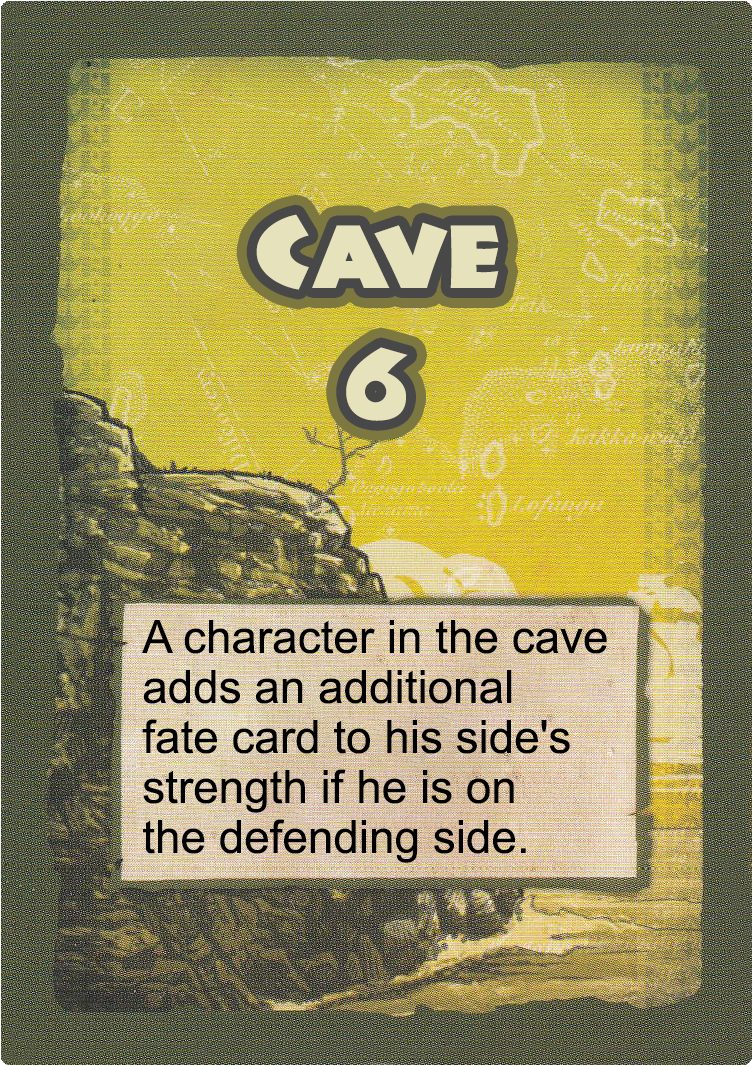 CAVE
6
Lofanga
A character in the cave
adds an additional
fate card to his side's
strength if he is on
the defending side.